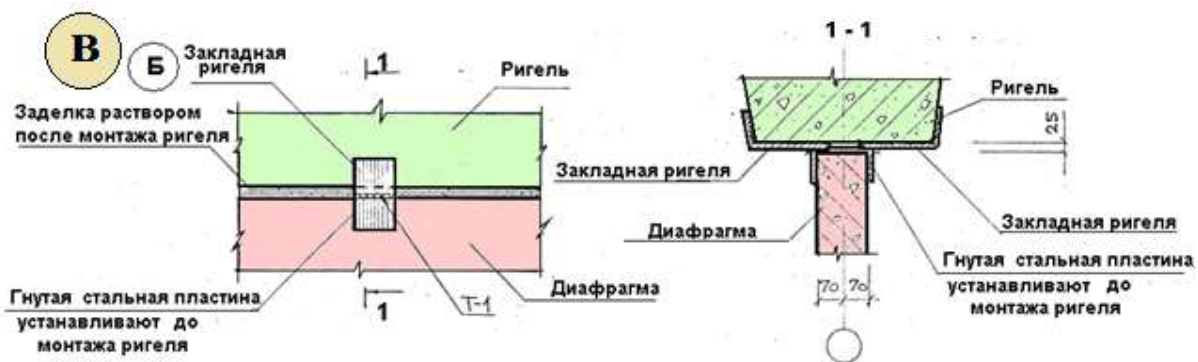 В
Б
Закладная
ригеля
1
Ригель
Заделка раствором
после монтажа ригеля
Гнутая стальная пластина
устанавливают до
монтажа ригеля
1
Т-1
Диафрагма
1 - 1
Ригель
25
Закладная ригеля
Диафрагма
Закладная ригеля
Гнутая стальная пластина
устанавливают до
монтажа ригеля
70 70